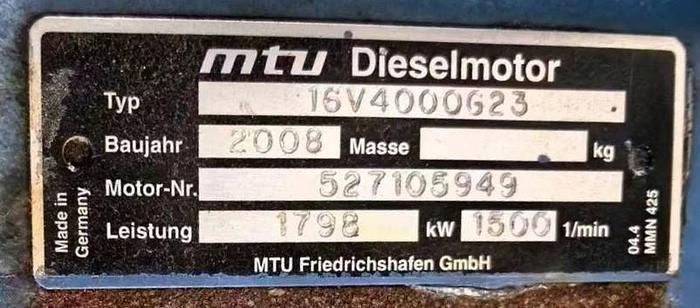 mtu Dieselmotor
Typ 16V4000G23
Baujahr 2008 Masse kg
Motor-Nr. 527105949
Leistung 1798 kW 1500 1/min
MTU Friedrichshafen GmbH
Made in
Germany
04.4
MMN 425